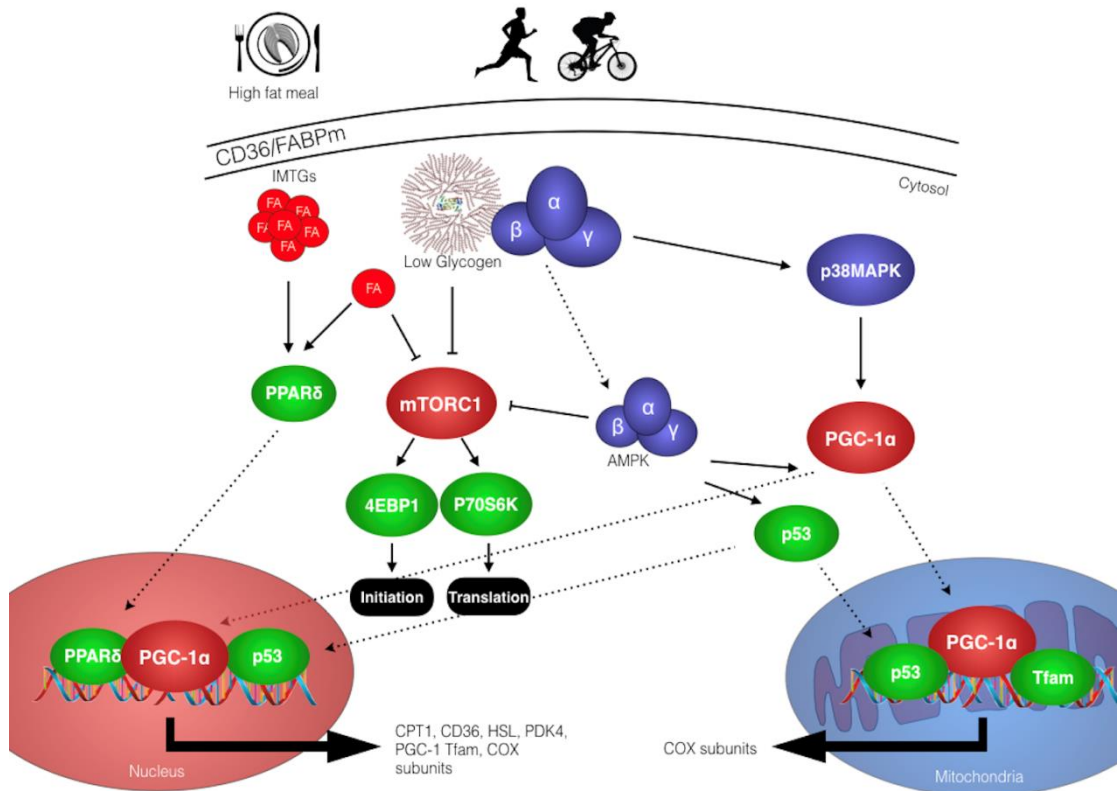 High fat meal
CD36/FABPm
Cytosol
IMTGs
FA
FA
FA
FA
FA
FA
Low Glycogen
α
β
γ
p38MAPK
FA
PPARδ
mTORC1
α
β
γ
AMPK
PGC-1α
4EBP1
P70S6K
p53
Initiation
Translation
PPARδ
PGC-1α
p53
PGC-1α
p53
Tfam
CPT1, CD36, HSL, PDK4,
PGC-1 Tfam, COX
subunits
COX subunits
Nucleus
Mitochondria